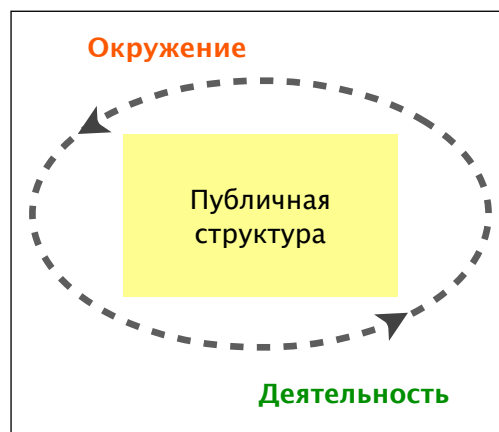 Окружение
Публичная
структура
Деятельность